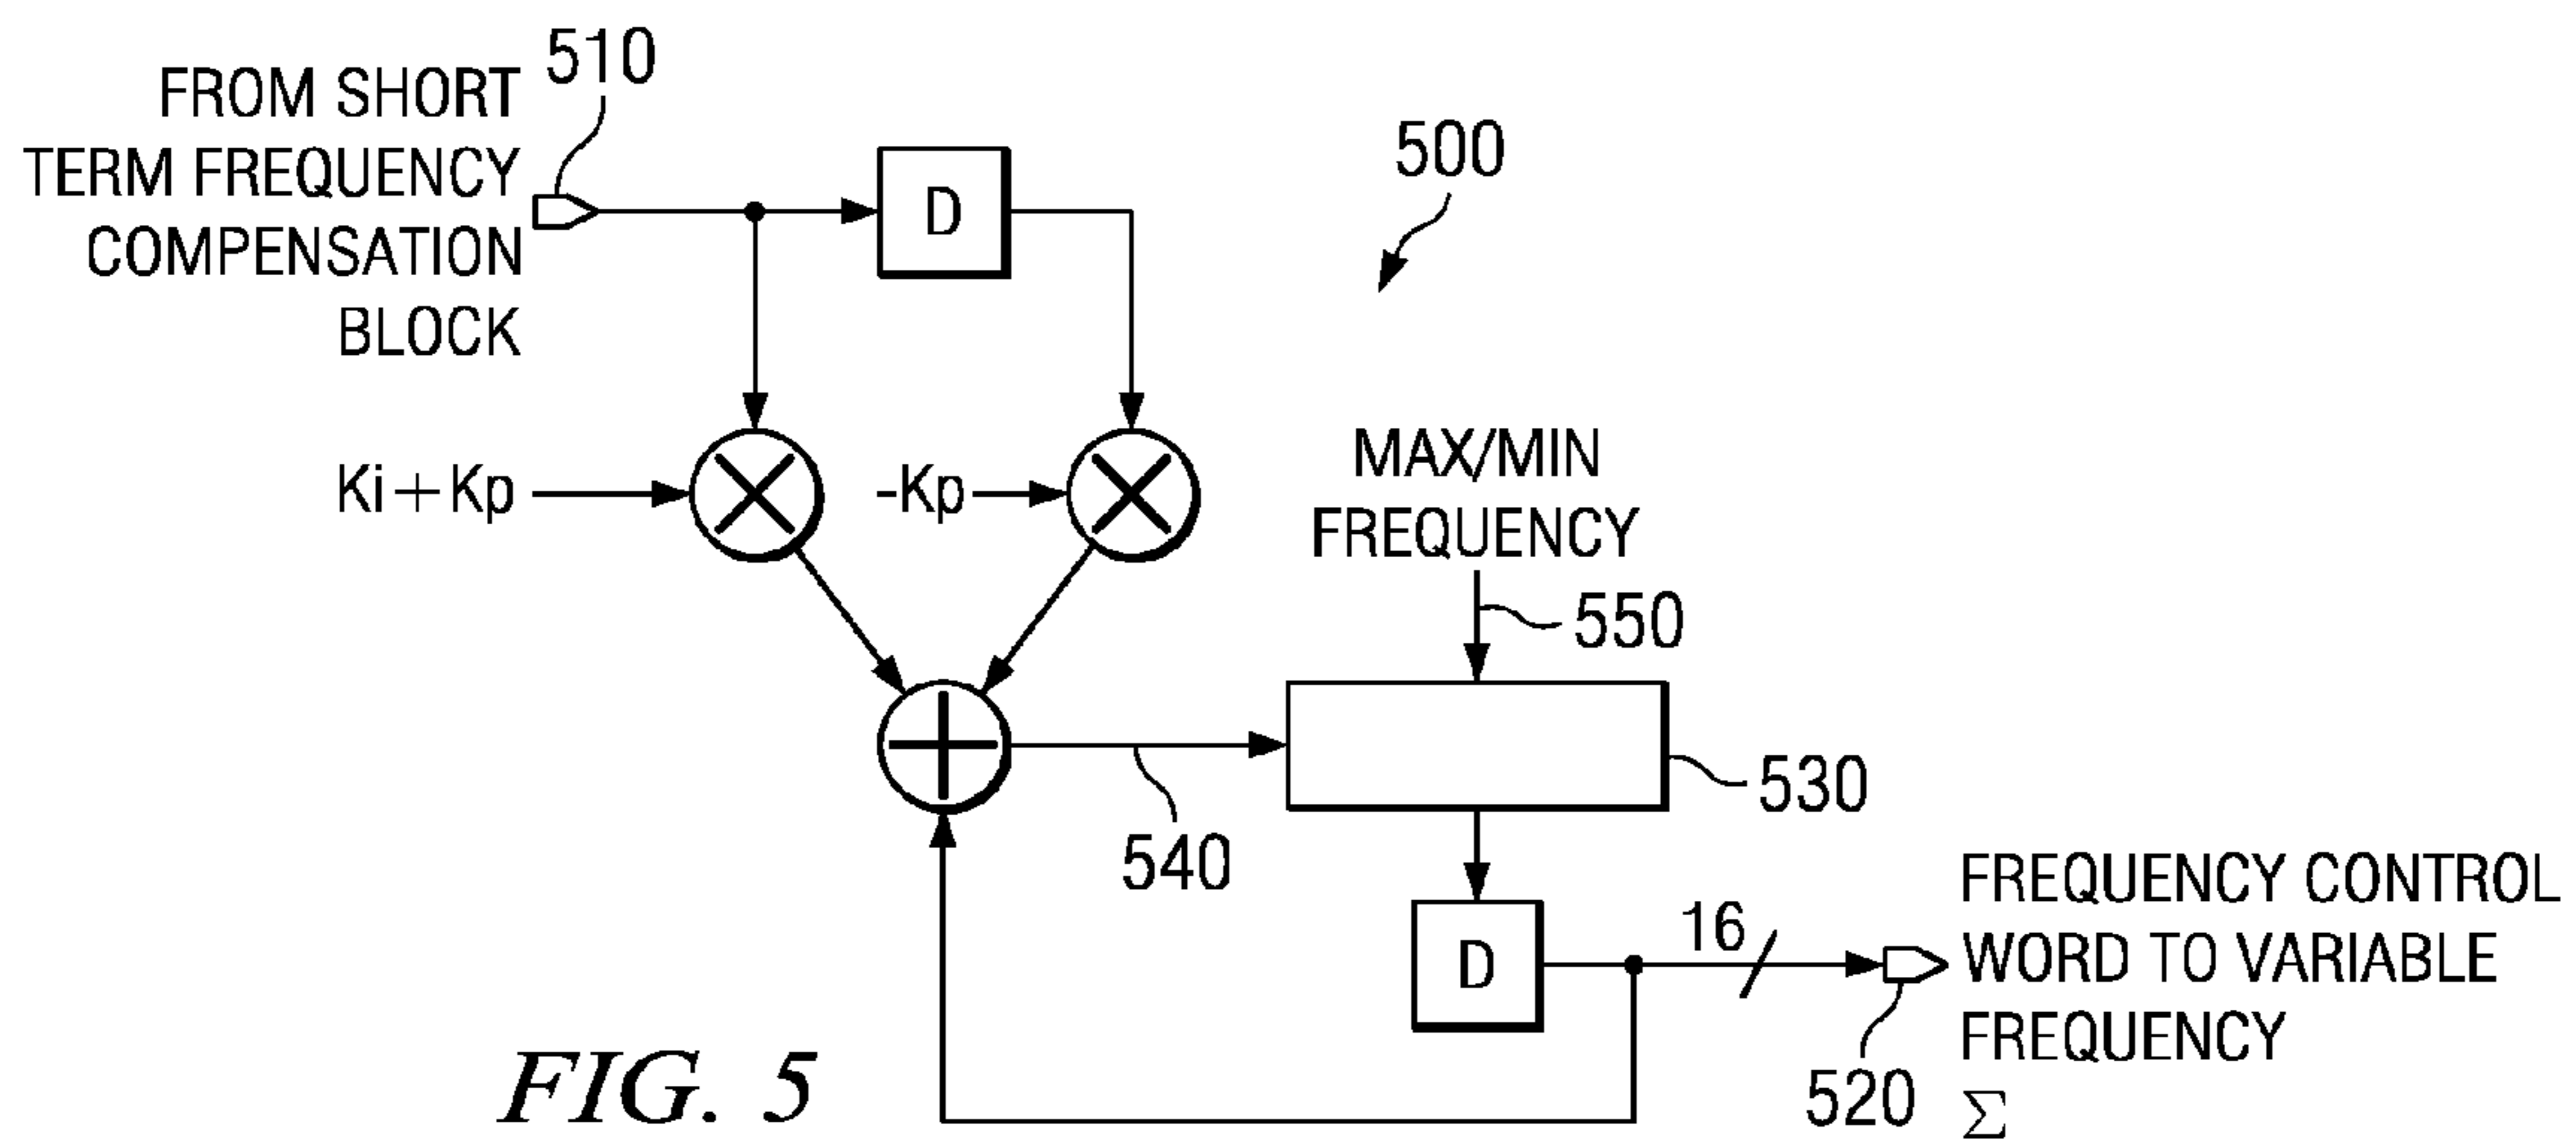 510
FROM SHORT
TERM FREQUENCY
COMPENSATION
BLOCK
D
500
Ki+Kp
-Kp
MAX/MIN
FREQUENCY
550
530
540
D
16
FREQUENCY CONTROL
WORD TO VARIABLE
FREQUENCY
Σ
520
FIG. 5